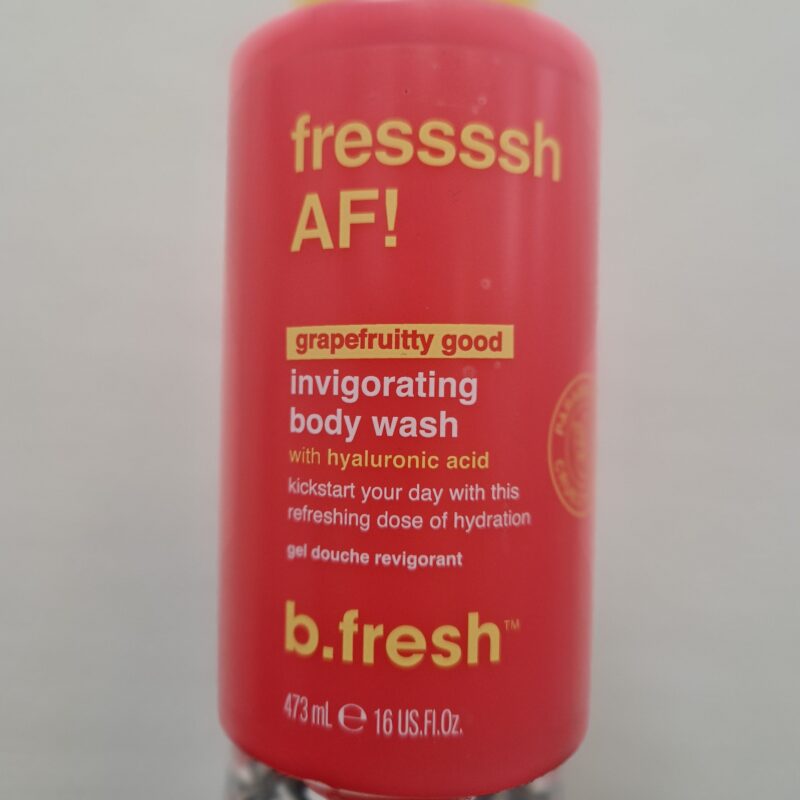 fressssh
AF!
grapefruitty good
invigorating
body wash
with hyaluronic acid
kickstart your day with this
refreshing dose of hydration
gel douche revigorant
b.fresh™
473 mL ℮ 16 US.Fl.Oz.